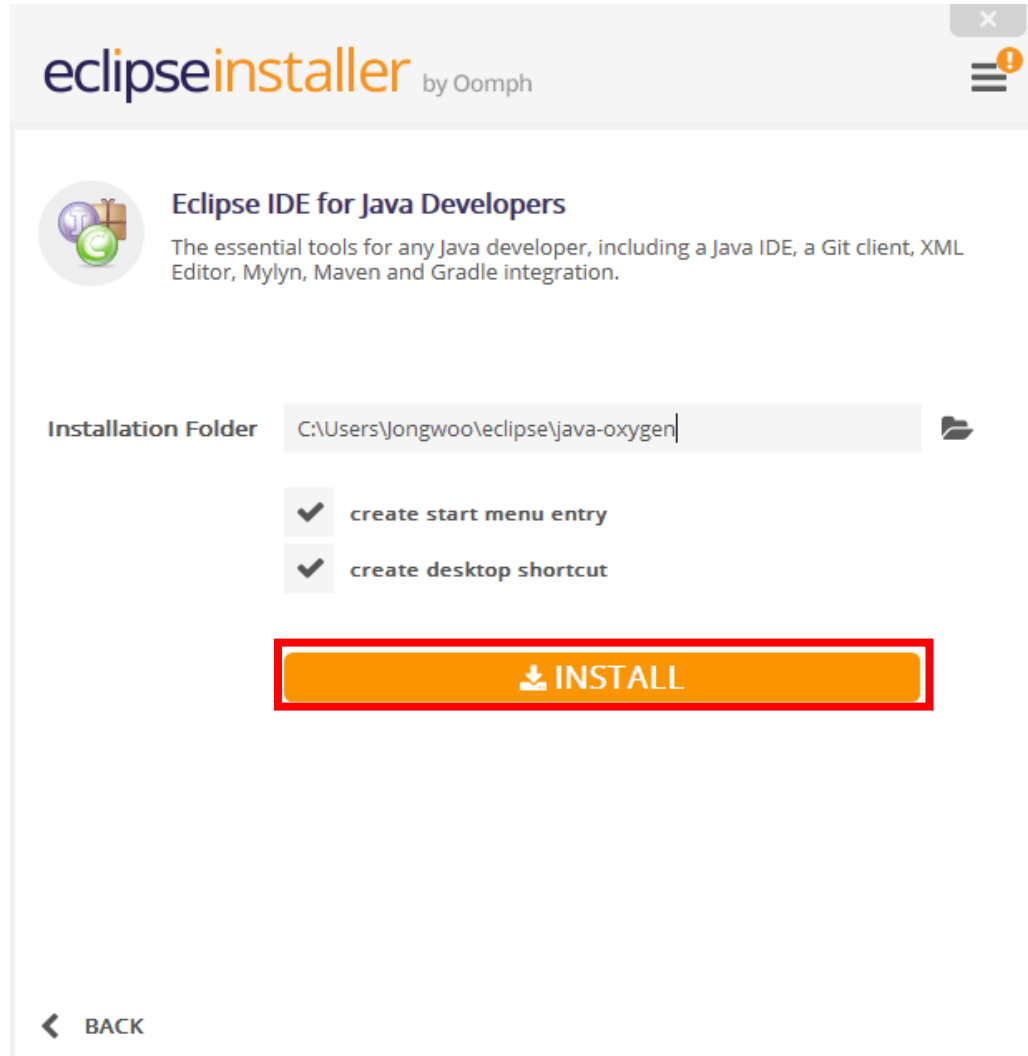 eclipseinstaller by Oomph
Eclipse IDE for Java Developers
The essential tools for any Java developer, including a Java IDE, a Git client, XML
Editor, Mylyn, Maven and Gradle integration.
Installation Folder C:\Users\Jongwoo\eclipse\java-oxygen
create start menu entry
create desktop shortcut
INSTALL
BACK